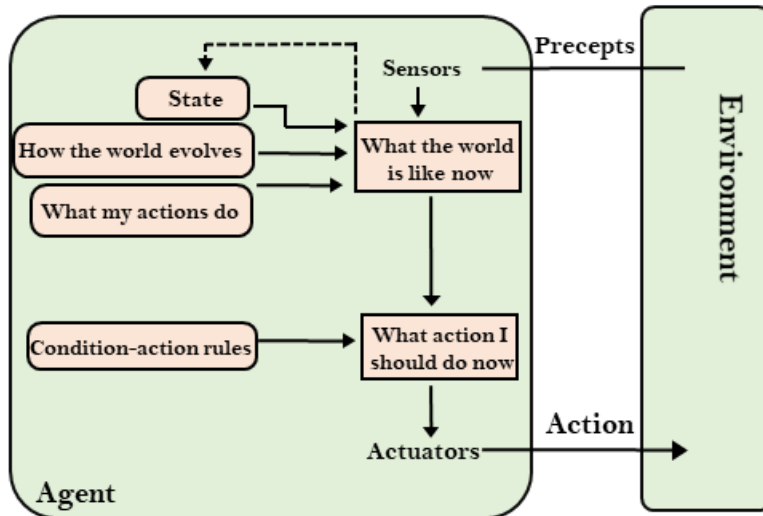 Precepts
Sensors
State
How the world evolves
What the world
is like now
What my actions do
Environment
Condition-action rules
What action I
should do now
Action
Actuators
Agent